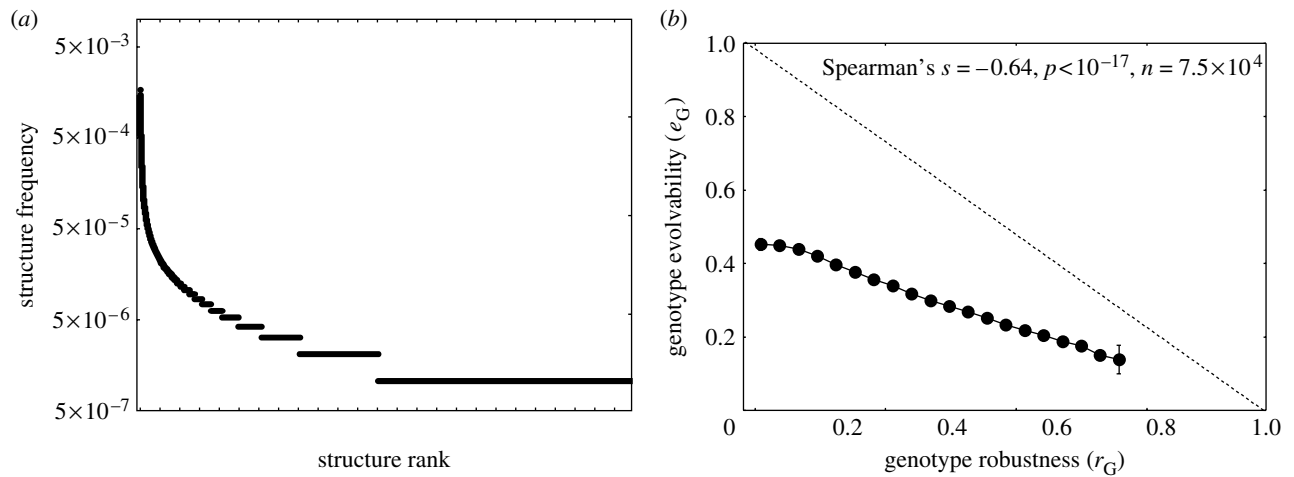 (a)
5×10⁻³
5×10⁻⁴
5×10⁻⁵
5×10⁻⁶
5×10⁻⁷
structure frequency
structure rank
(b)
Spearman's s = –0.64, p<10⁻¹⁷, n = 7.5×10⁴
1.0
0.8
0.6
0.4
0.2
0 0.2 0.4 0.6 0.8 1.0
genotype evolvability (e_G)
genotype robustness (r_G)